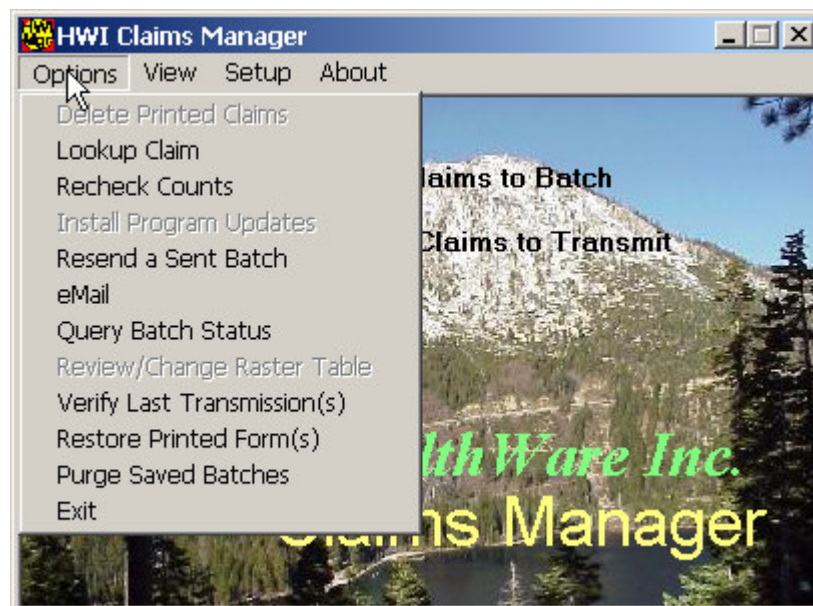 HWI Claims Manager
Options View Setup About
Delete Printed Claims
Lookup Claim
Recheck Counts
Install Program Updates
Resend a Sent Batch
eMail
Query Batch Status
Review/Change Raster Table
Verify Last Transmission(s)
Restore Printed Form(s)
Purge Saved Batches
Exit
laims to Batch
Claims to Transmit
lthWare Inc.
Claims Manager